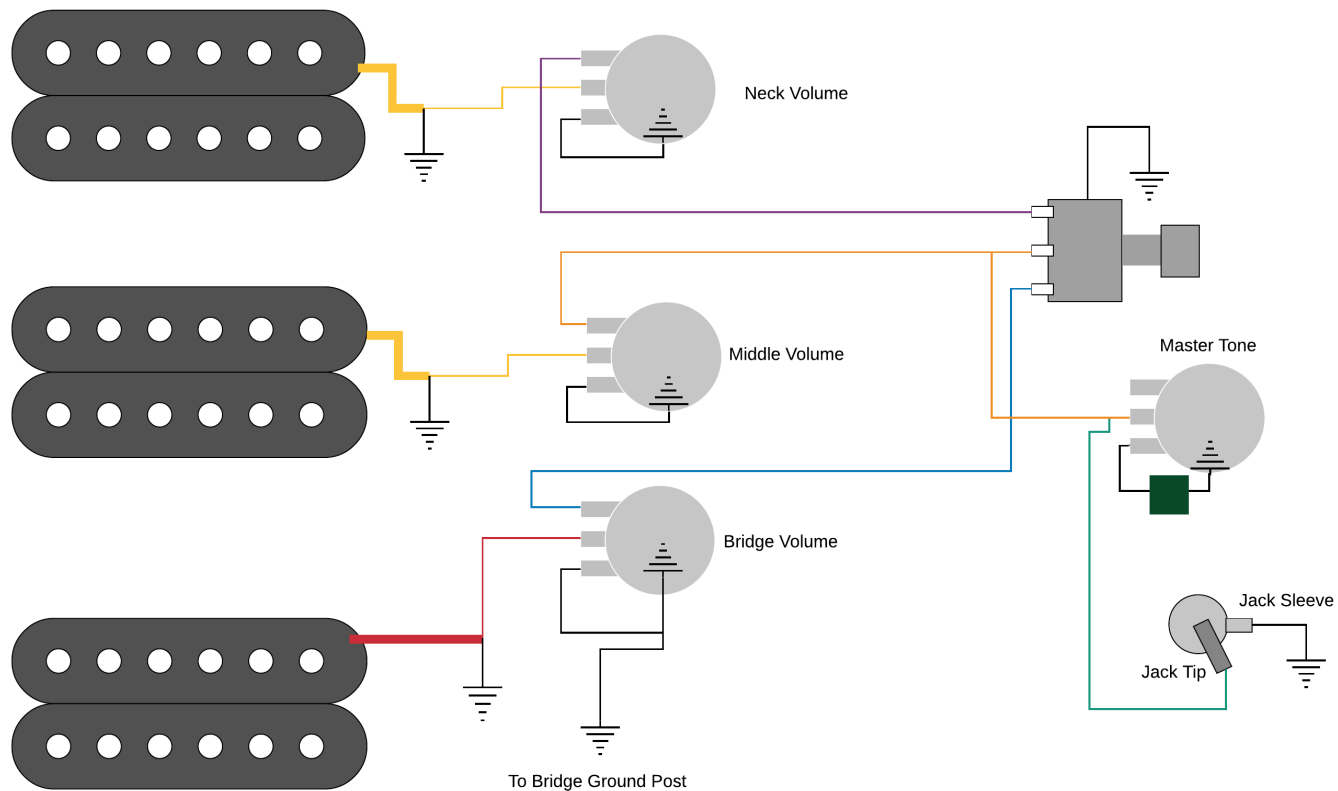 Neck Volume
Middle Volume
Master Tone
Bridge Volume
Jack Sleeve
Jack Tip
To Bridge Ground Post